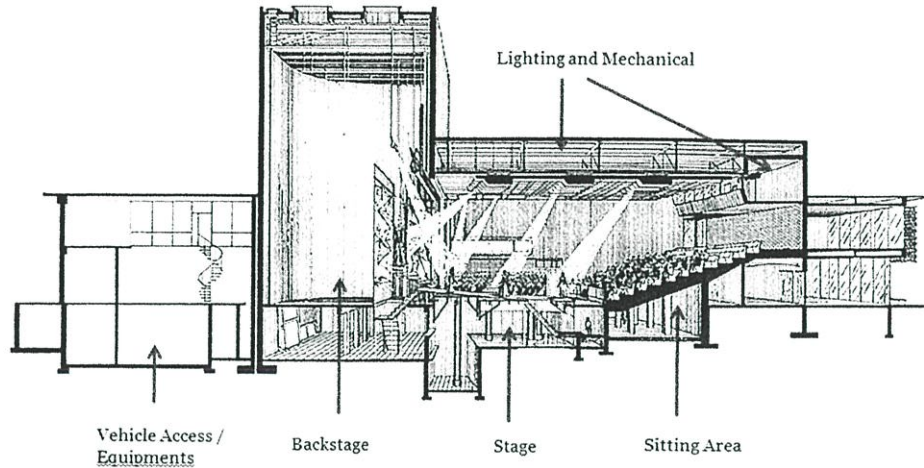 Lighting and Mechanical
Vehicle Access /
Equipments
Backstage
Stage
Sitting Area